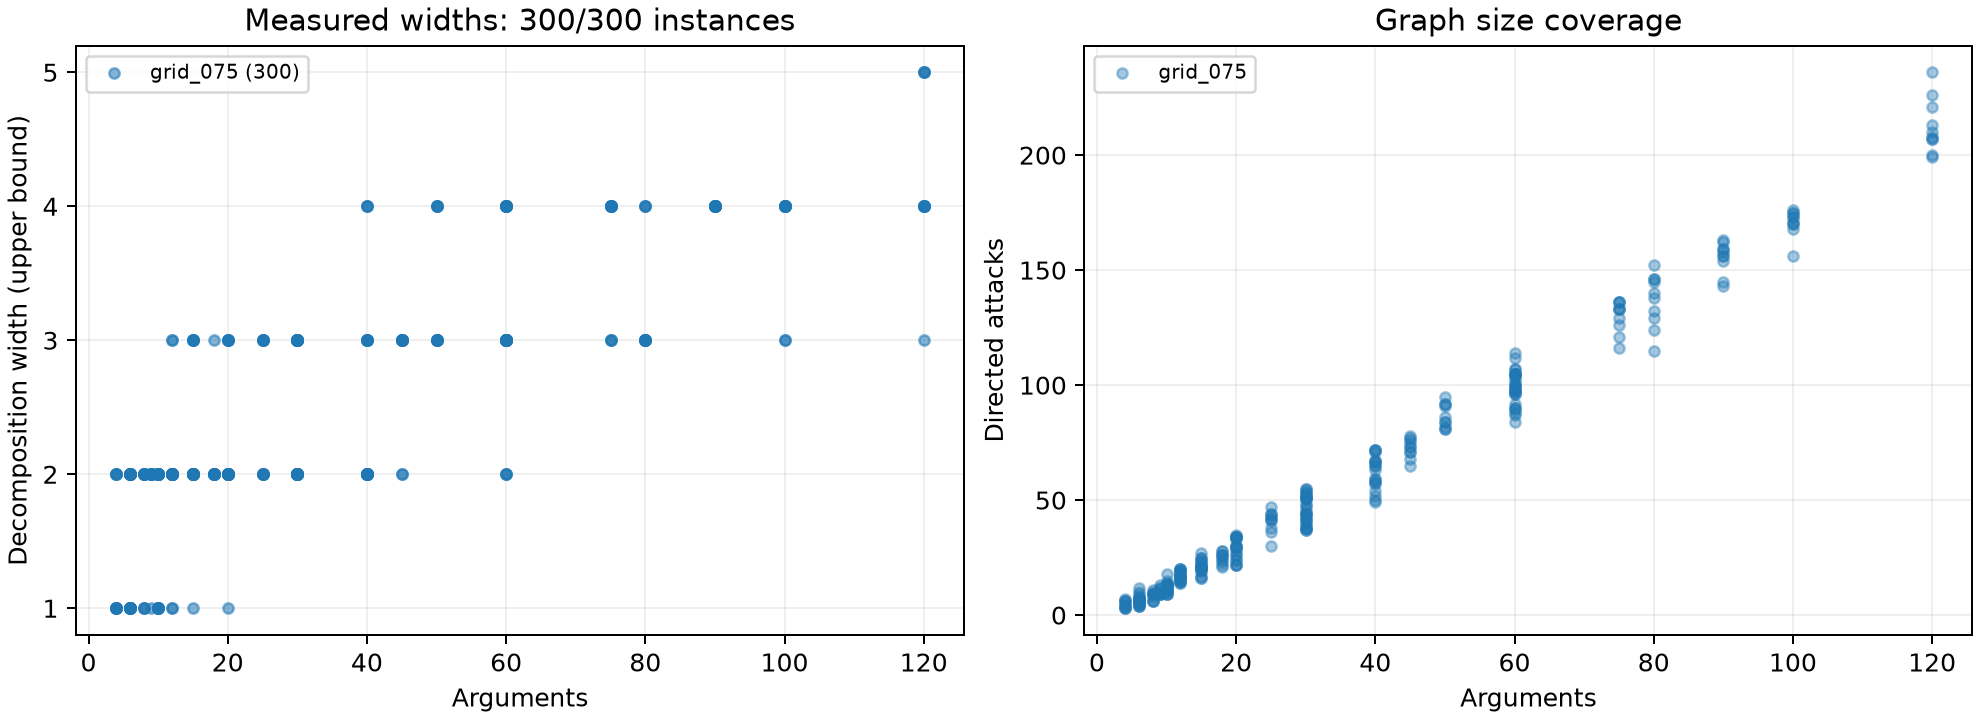 Measured widths: 300/300 instances
grid_075 (300)
Decomposition width (upper bound)
5
4
3
2
1
0 20 40 60 80 100 120
Arguments
Graph size coverage
grid_075
Directed attacks
200
150
100
50
0
0 20 40 60 80 100 120
Arguments